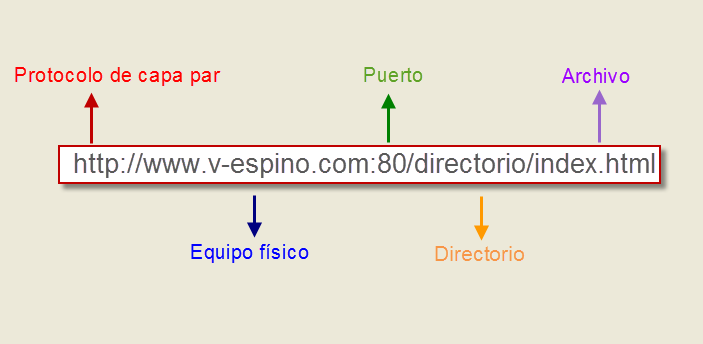 Protocolo de capa par
Puerto
Archivo
http://www.v-espino.com:80/directorio/index.html
Equipo físico
Directorio